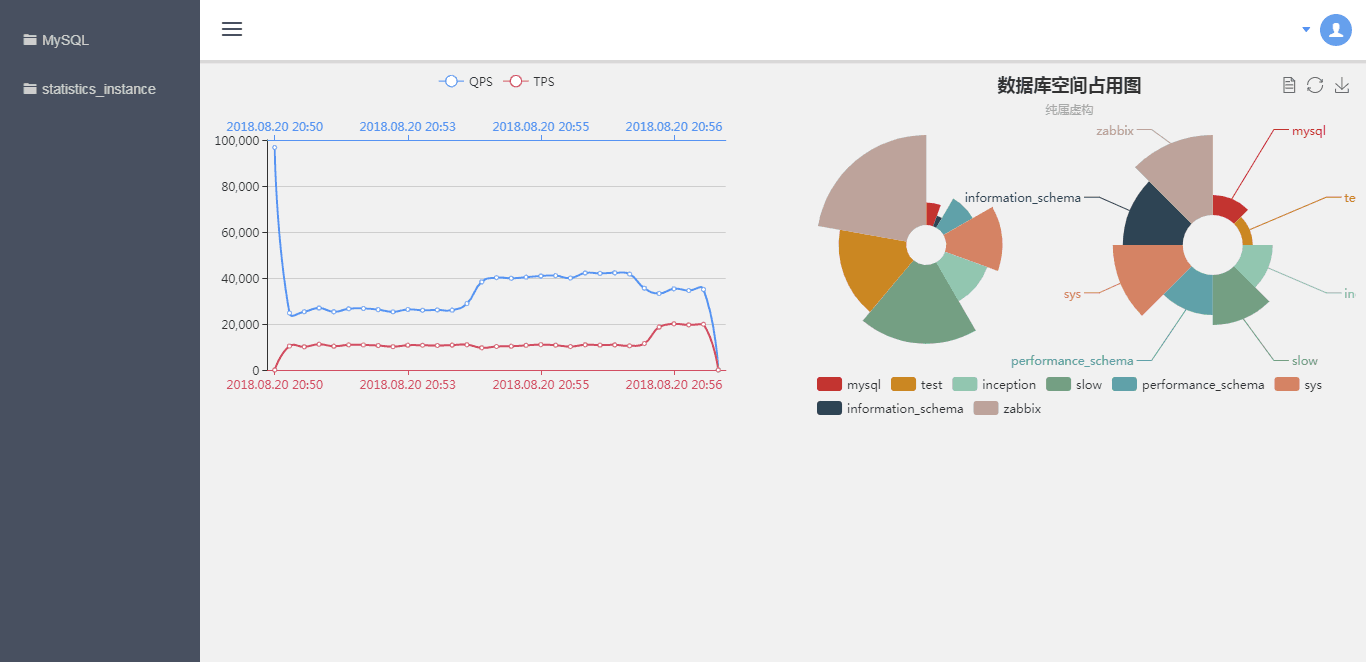 MySQL
statistics_instance
QPS TPS
2018.08.20 20:50 2018.08.20 20:53 2018.08.20 20:55 2018.08.20 20:56
100,000
80,000
60,000
40,000
20,000
0
2018.08.20 20:50 2018.08.20 20:53 2018.08.20 20:55 2018.08.20 20:56
数据库空间占用图
纯属虚构
zabbix
mysql
information_schema
te
sys
in
performance_schema
slow
mysql test inception slow performance_schema sys
information_schema zabbix